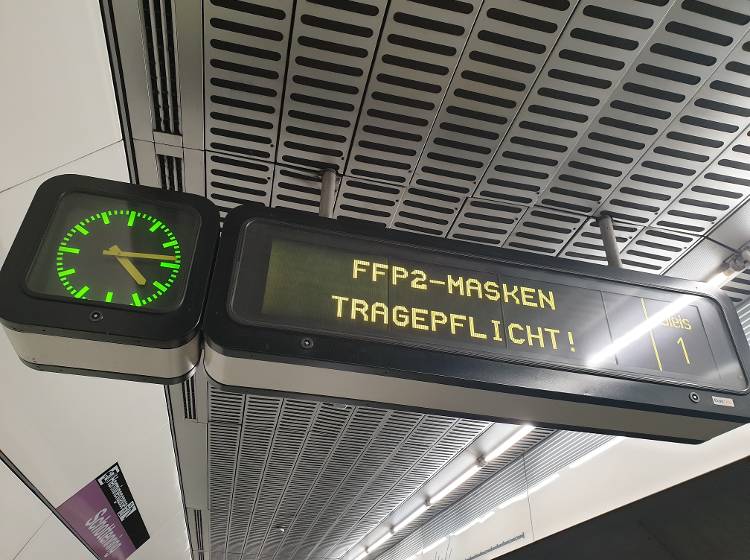 FFP2-MASKEN
TRAGEPFLICHT!
Gleis
1